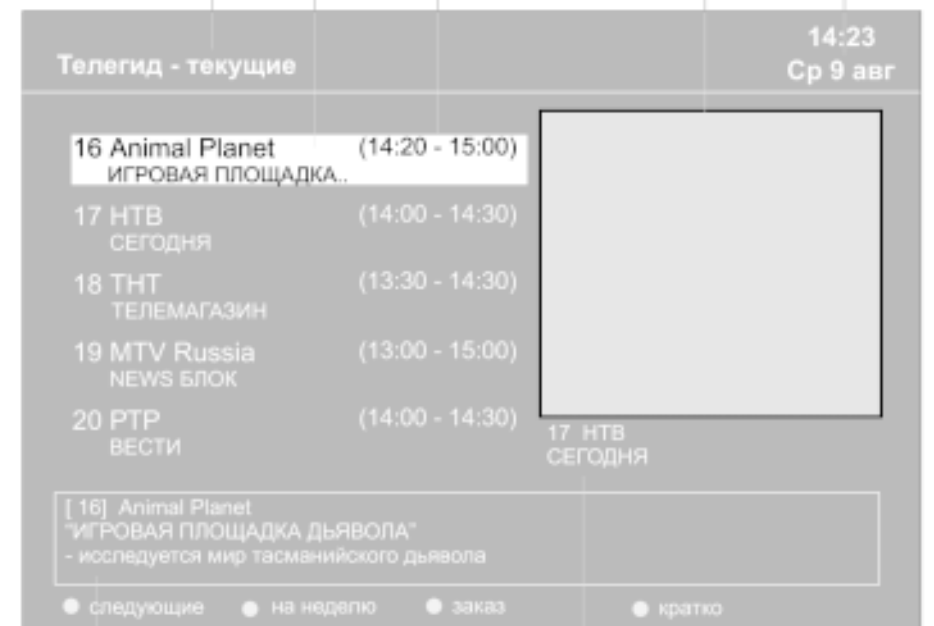 14:23
Телегид - текущие
Ср 9 авг
16 Animal Planet (14:20 - 15:00)
ИГРОВАЯ ПЛОЩАДКА..
17 НТВ (14:00 - 14:30)
СЕГОДНЯ
18 ТНТ (13:30 - 14:30)
ТЕЛЕМАГАЗИН
19 MTV Russia (13:00 - 15:00)
NEWS БЛОК
20 РТР (14:00 - 14:30)
ВЕСТИ
17 НТВ
СЕГОДНЯ
[ 16] Animal Planet
"ИГРОВАЯ ПЛОЩАДКА ДЬЯВОЛА"
- исследуется мир тасманийского дьявола
следующие на неделю заказ кратко